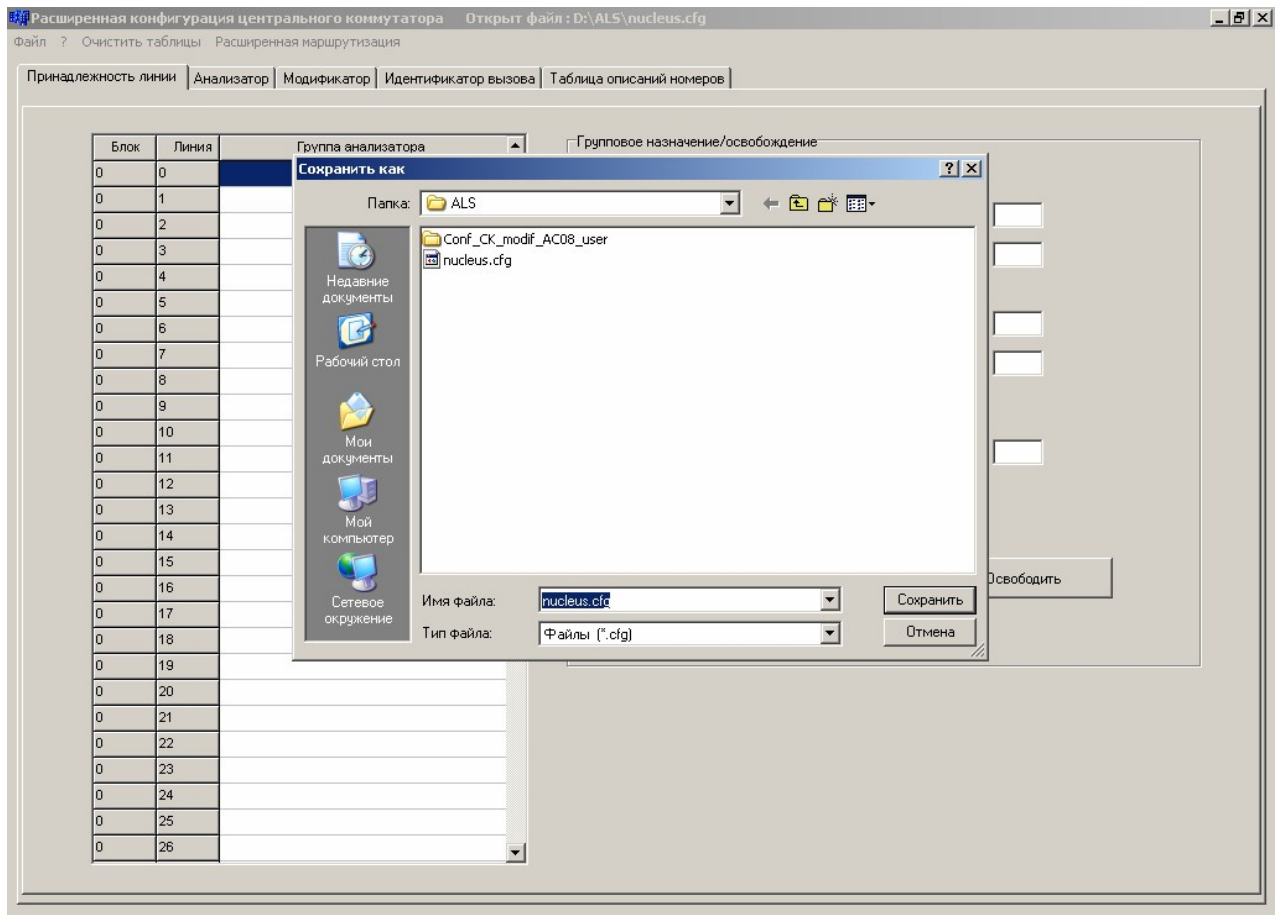 Расширенная конфигурация центрального коммутатора Открыт файл : D:\ALS\nucleus.cfg
Файл ? Очистить таблицы Расширенная маршрутизация
Принадлежность линии Анализатор Модификатор Идентификатор вызова Таблица описаний номеров
Блок Линия Группа анализатора
Групповое назначение/освобождение
Сохранить как
Папка: ALS
Conf_CK_modif_AC08_user
nucleus.cfg
Недавние документы
Рабочий стол
Мои документы
Мой компьютер
Сетевое окружение
Имя файла: nucleus.cfg
Сохранить
Тип файла: Файлы (*.cfg)
Отмена
Освободить
0 0
0 1
0 2
0 3
0 4
0 5
0 6
0 7
0 8
0 9
0 10
0 11
0 12
0 13
0 14
0 15
0 16
0 17
0 18
0 19
0 20
0 21
0 22
0 23
0 24
0 25
0 26